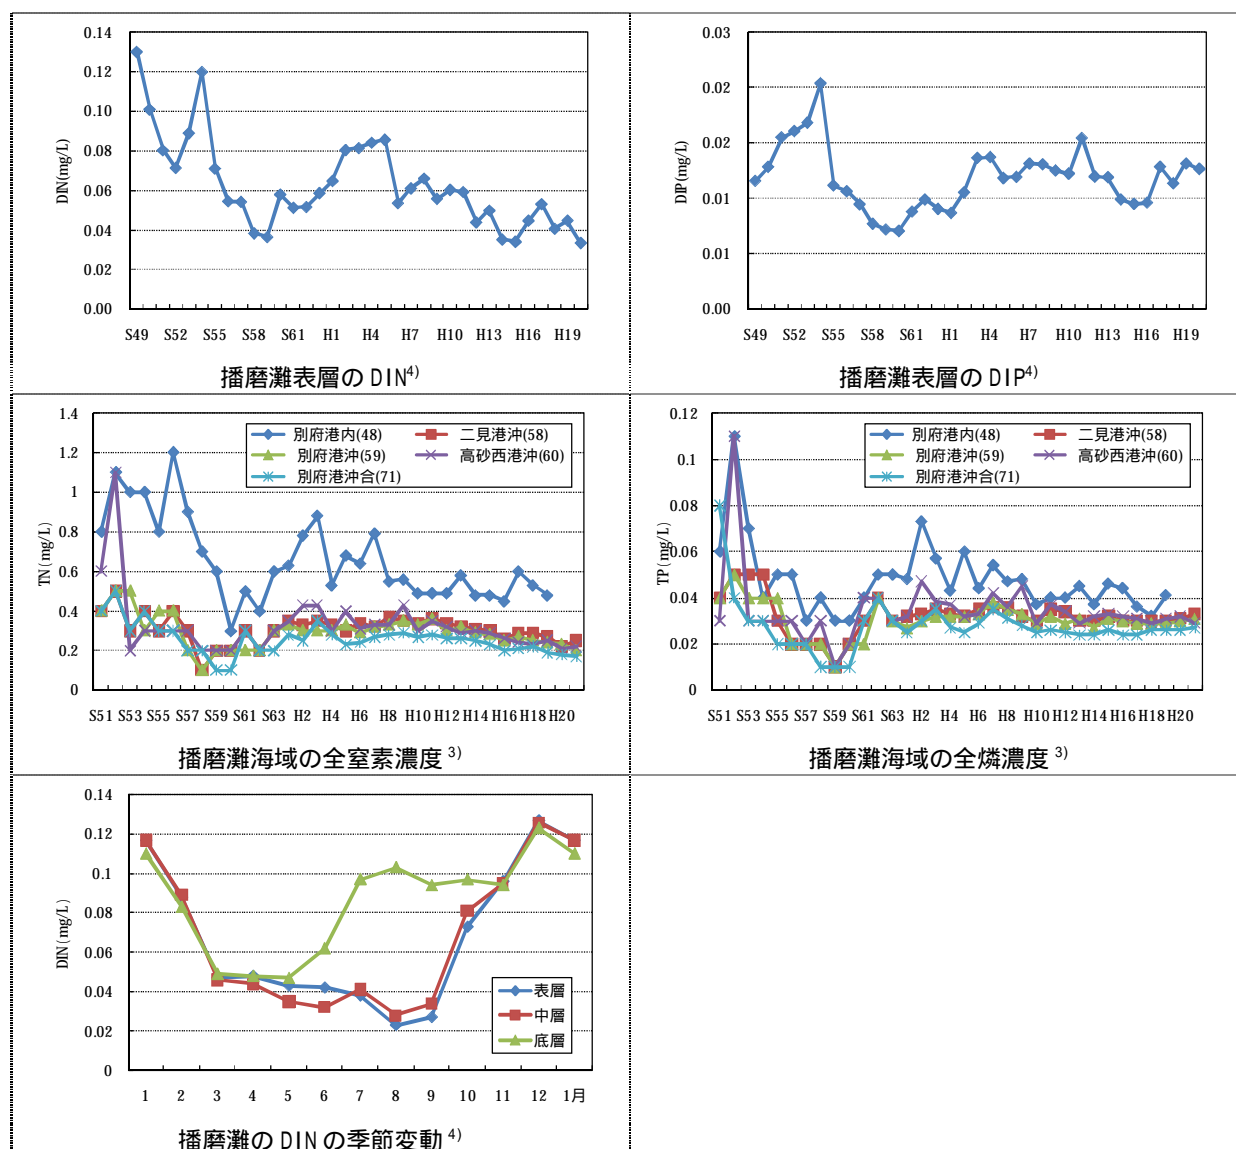 0.14
0.12
0.10
0.08
0.06
0.04
0.02
0.00
DIN(mg/L)
S49 S52 S55 S58 S61 H1 H4 H7 H10 H13 H16 H19
播磨灘表層の DIN4)
0.03
0.02
0.02
0.01
0.01
0.00
DIP(mg/L)
S49 S52 S55 S58 S61 H1 H4 H7 H10 H13 H16 H19
播磨灘表層の DIP4)
1.4
1.2
1
0.8
0.6
0.4
0.2
0
TN(mg/L)
別府港内(48) 二見港沖(58)
別府港沖(59) 高砂西港沖(60)
別府港沖合(71)
S51 S53 S55 S57 S59 S61 S63 H2 H4 H6 H8 H10 H12 H14 H16 H18 H20
播磨灘海域の全窒素濃度 3)
0.12
0.1
0.08
0.06
0.04
0.02
0
TP(mg/L)
別府港内(48) 二見港沖(58)
別府港沖(59) 高砂西港沖(60)
別府港沖合(71)
S51 S53 S55 S57 S59 S61 S63 H2 H4 H6 H8 H10 H12 H14 H16 H18 H20
播磨灘海域の全燐濃度 3)
0.14
0.12
0.1
0.08
0.06
0.04
0.02
0
DIN(mg/L)
表層
中層
底層
1 2 3 4 5 6 7 8 9 10 11 12 1月
播磨灘の DIN の季節変動 4)